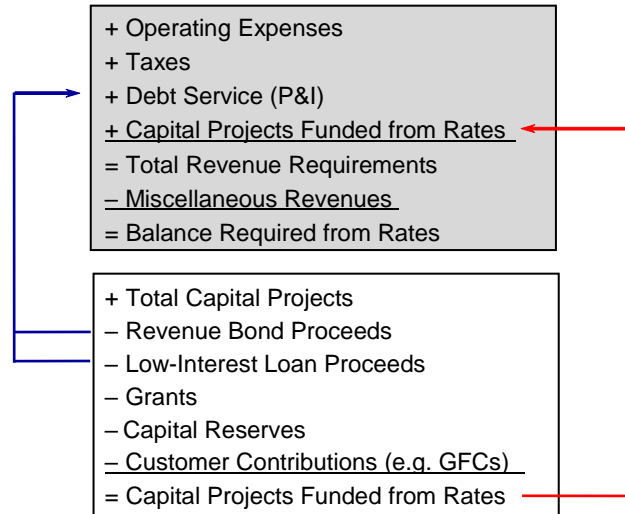 + Operating Expenses
+ Taxes
+ Debt Service (P&I)
+ Capital Projects Funded from Rates
= Total Revenue Requirements
– Miscellaneous Revenues
= Balance Required from Rates
+ Total Capital Projects
– Revenue Bond Proceeds
– Low-Interest Loan Proceeds
– Grants
– Capital Reserves
– Customer Contributions (e.g. GFCs)
= Capital Projects Funded from Rates